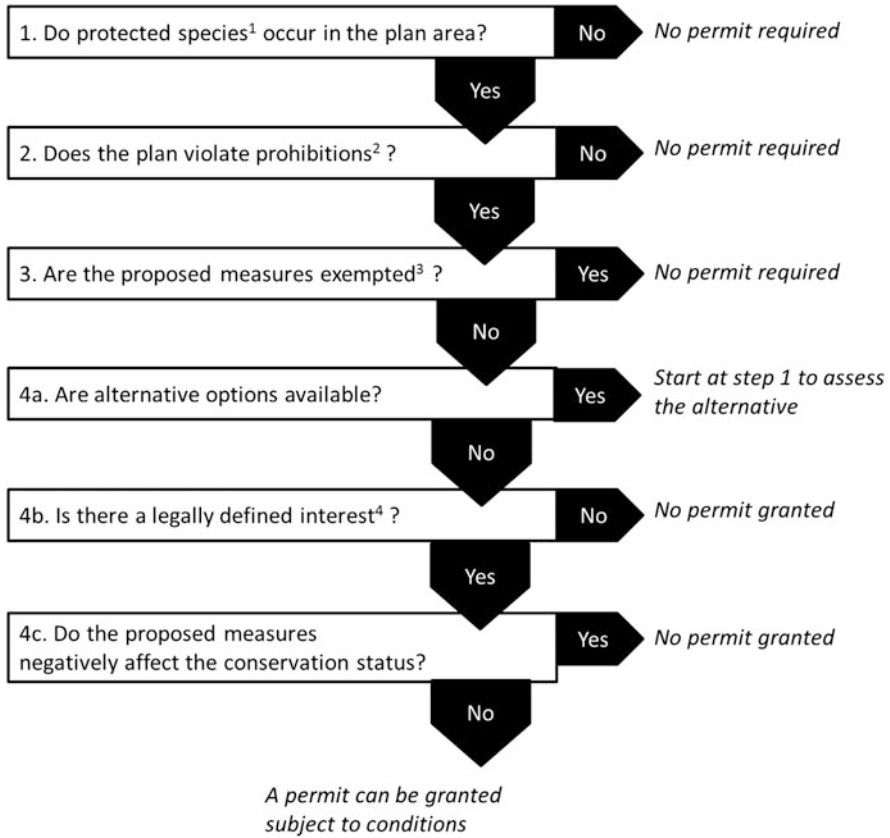 1. Do protected species¹ occur in the plan area?
No
No permit required
Yes
2. Does the plan violate prohibitions² ?
No
No permit required
Yes
3. Are the proposed measures exempted³ ?
Yes
No permit required
No
4a. Are alternative options available?
Yes
Start at step 1 to assess
the alternative
No
4b. Is there a legally defined interest⁴ ?
No
No permit granted
Yes
4c. Do the proposed measures
negatively affect the conservation status?
Yes
No permit granted
No
A permit can be granted
subject to conditions